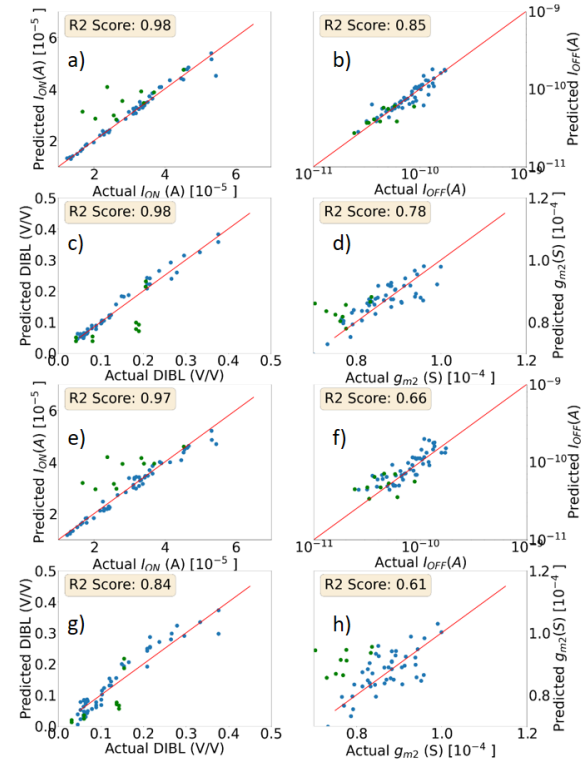 R2 Score: 0.98
a)
Predicted I_ON(A) [10^-5 ]
6
4
2
2
4
6
Actual I_ON (A) [10^-5 ]
R2 Score: 0.85
b)
10^-9
10^-10
10^-11
Predicted I_OFF(A)
10^-11
10^-10
10^-9
Actual I_OFF(A)
R2 Score: 0.98
c)
Predicted DIBL (V/V)
0.5
0.4
0.3
0.2
0.1
0.0
0.0
0.1
0.2
0.3
0.4
0.5
Actual DIBL (V/V)
R2 Score: 0.78
d)
1.2
1.0
0.8
Predicted g_m2(S) [10^-4 ]
0.8
1.0
1.2
Actual g_m2 (S) [10^-4 ]
R2 Score: 0.97
e)
Predicted I_ON(A) [10^-5 ]
6
4
2
2
4
6
Actual I_ON (A) [10^-5 ]
R2 Score: 0.66
f)
10^-9
10^-10
10^-11
Predicted I_OFF(A)
10^-11
10^-10
10^-9
Actual I_OFF(A)
R2 Score: 0.84
g)
Predicted DIBL (V/V)
0.5
0.4
0.3
0.2
0.1
0.0
0.0
0.1
0.2
0.3
0.4
0.5
Actual DIBL (V/V)
R2 Score: 0.61
h)
1.2
1.0
0.8
Predicted g_m2(S) [10^-4 ]
0.8
1.0
1.2
Actual g_m2 (S) [10^-4 ]